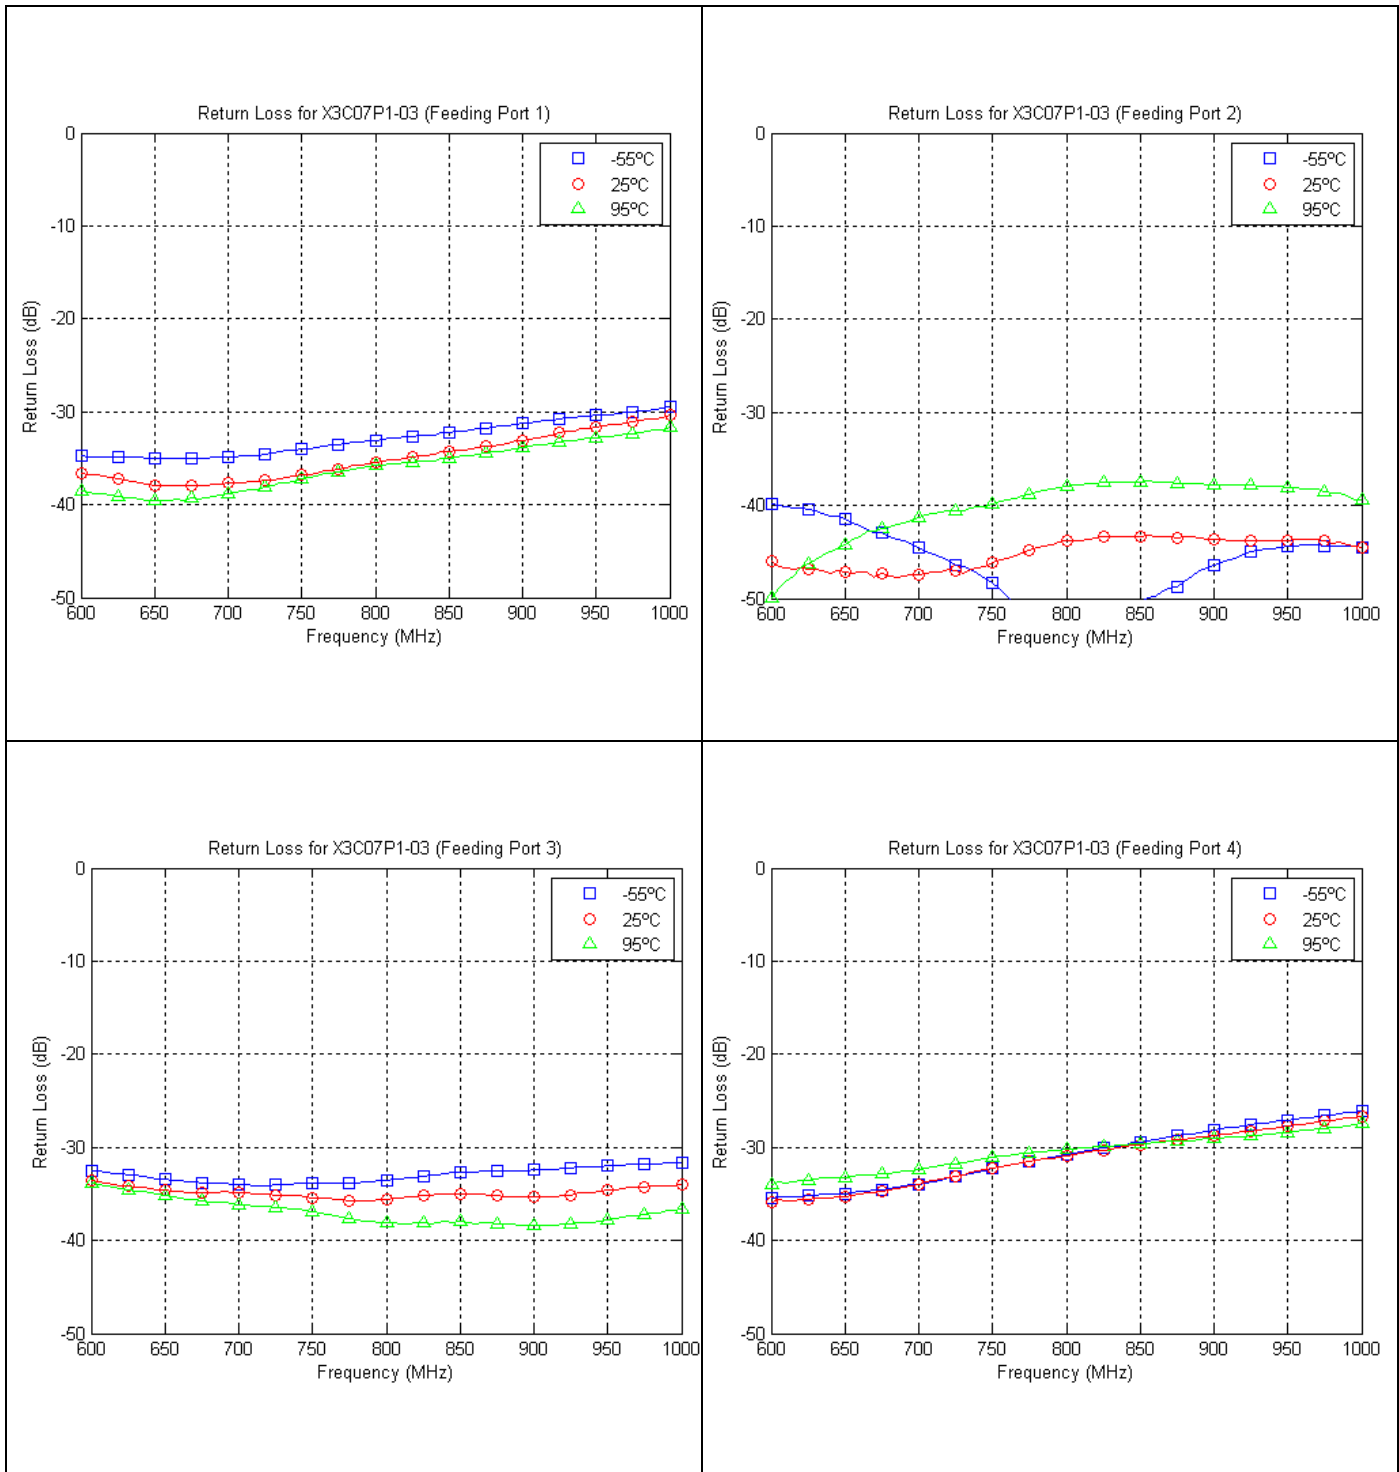 Return Loss for X3C07P1-03 (Feeding Port 1)
0
-10
-20
-30
-40
-50
Return Loss (dB)
-55ºC
25ºC
95ºC
600 650 700 750 800 850 900 950 1000
Frequency (MHz)
Return Loss for X3C07P1-03 (Feeding Port 2)
0
-10
-20
-30
-40
-50
Return Loss (dB)
-55ºC
25ºC
95ºC
600 650 700 750 800 850 900 950 1000
Frequency (MHz)
Return Loss for X3C07P1-03 (Feeding Port 3)
0
-10
-20
-30
-40
-50
Return Loss (dB)
-55ºC
25ºC
95ºC
600 650 700 750 800 850 900 950 1000
Frequency (MHz)
Return Loss for X3C07P1-03 (Feeding Port 4)
0
-10
-20
-30
-40
-50
Return Loss (dB)
-55ºC
25ºC
95ºC
600 650 700 750 800 850 900 950 1000
Frequency (MHz)